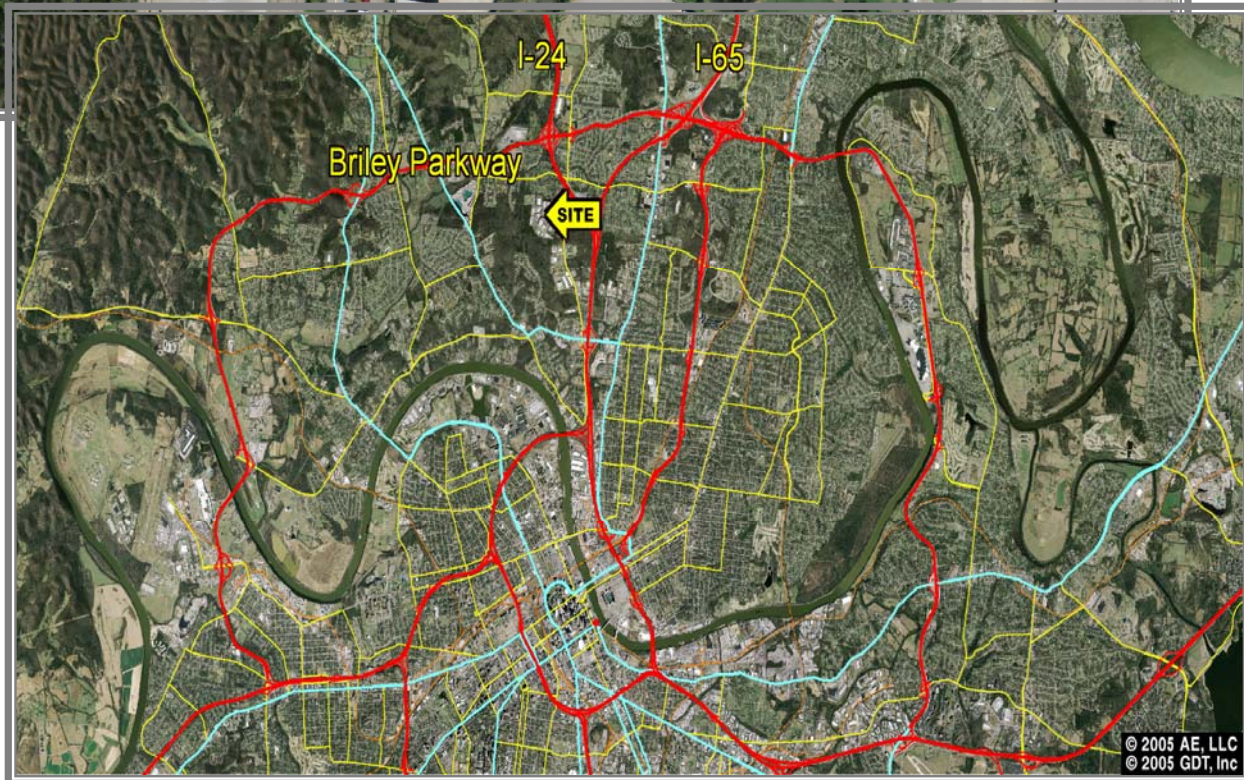 I-24
I-65
Briley Parkway
SITE
© 2005 AE, LLC
© 2005 GDT, Inc